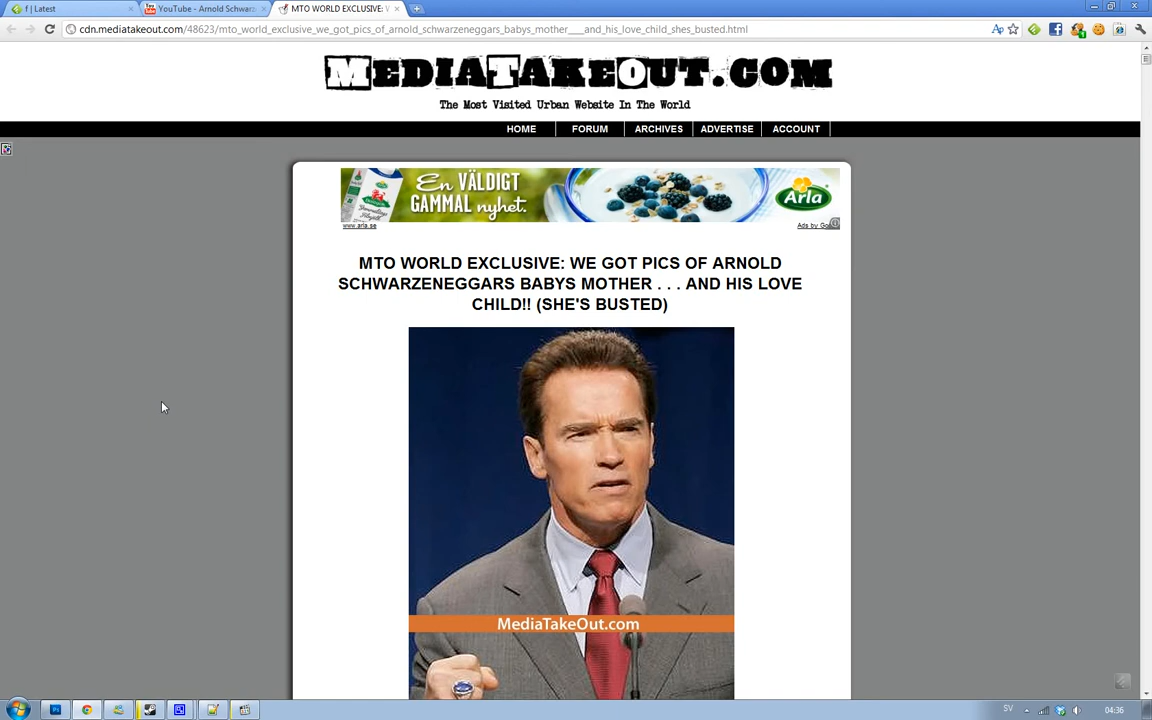 f | Latest
YouTube - Arnold Schwarz
MTO WORLD EXCLUSIVE: W
cdn.mediatakeout.com/48623/mto_world_exclusive_we_got_pics_of_arnold_schwarzeneggars_babys_mother___and_his_love_child_shes_busted.html
MEDIATAKEOUT.COM
The Most Visited Urban Website In The World
HOME FORUM ARCHIVES ADVERTISE ACCOUNT
En VÄLDIGT
GAMMAL nyhet.
Arla
www.arla.se
Ads by Go
MTO WORLD EXCLUSIVE: WE GOT PICS OF ARNOLD
SCHWARZENEGGARS BABYS MOTHER . . . AND HIS LOVE
CHILD!! (SHE'S BUSTED)
MediaTakeOut.com
SV
04:36